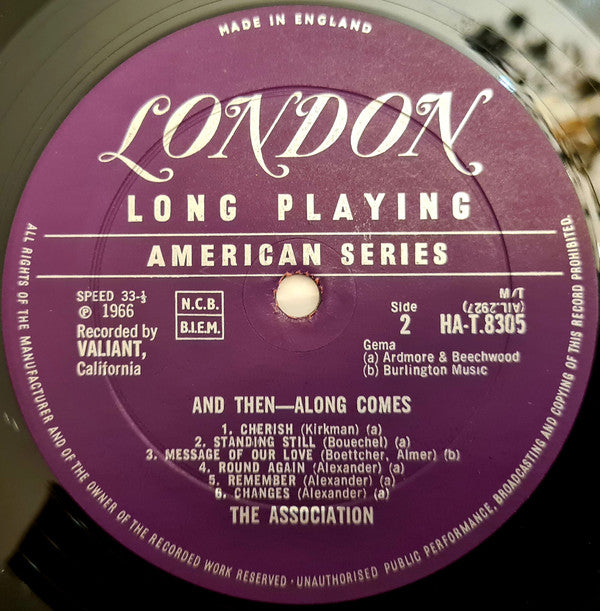 MADE IN ENGLAND
LONDON
LONG PLAYING
AMERICAN SERIES
SPEED 33-⅓
℗ 1966
Recorded by
VALIANT,
California
N.C.B.
B.I.E.M.
Side
2
T/M
(AIL.2927)
HA-T.8305
Gema
(a) Ardmore & Beechwood
(b) Burlington Music
AND THEN—ALONG COMES
1. CHERISH (Kirkman) (a)
2. STANDING STILL (Bouechel) (a)
3. MESSAGE OF OUR LOVE (Boettcher, Almer) (b)
4. ROUND AGAIN (Alexander) (a)
5. REMEMBER (Alexander) (a)
6. CHANGES (Alexander) (a)
THE ASSOCIATION
ALL RIGHTS OF THE MANUFACTURER AND OF THE OWNER OF THE RECORDED WORK RESERVED · UNAUTHORISED PUBLIC PERFORMANCE, BROADCASTING AND COPYING OF THIS RECORD PROHIBITED.